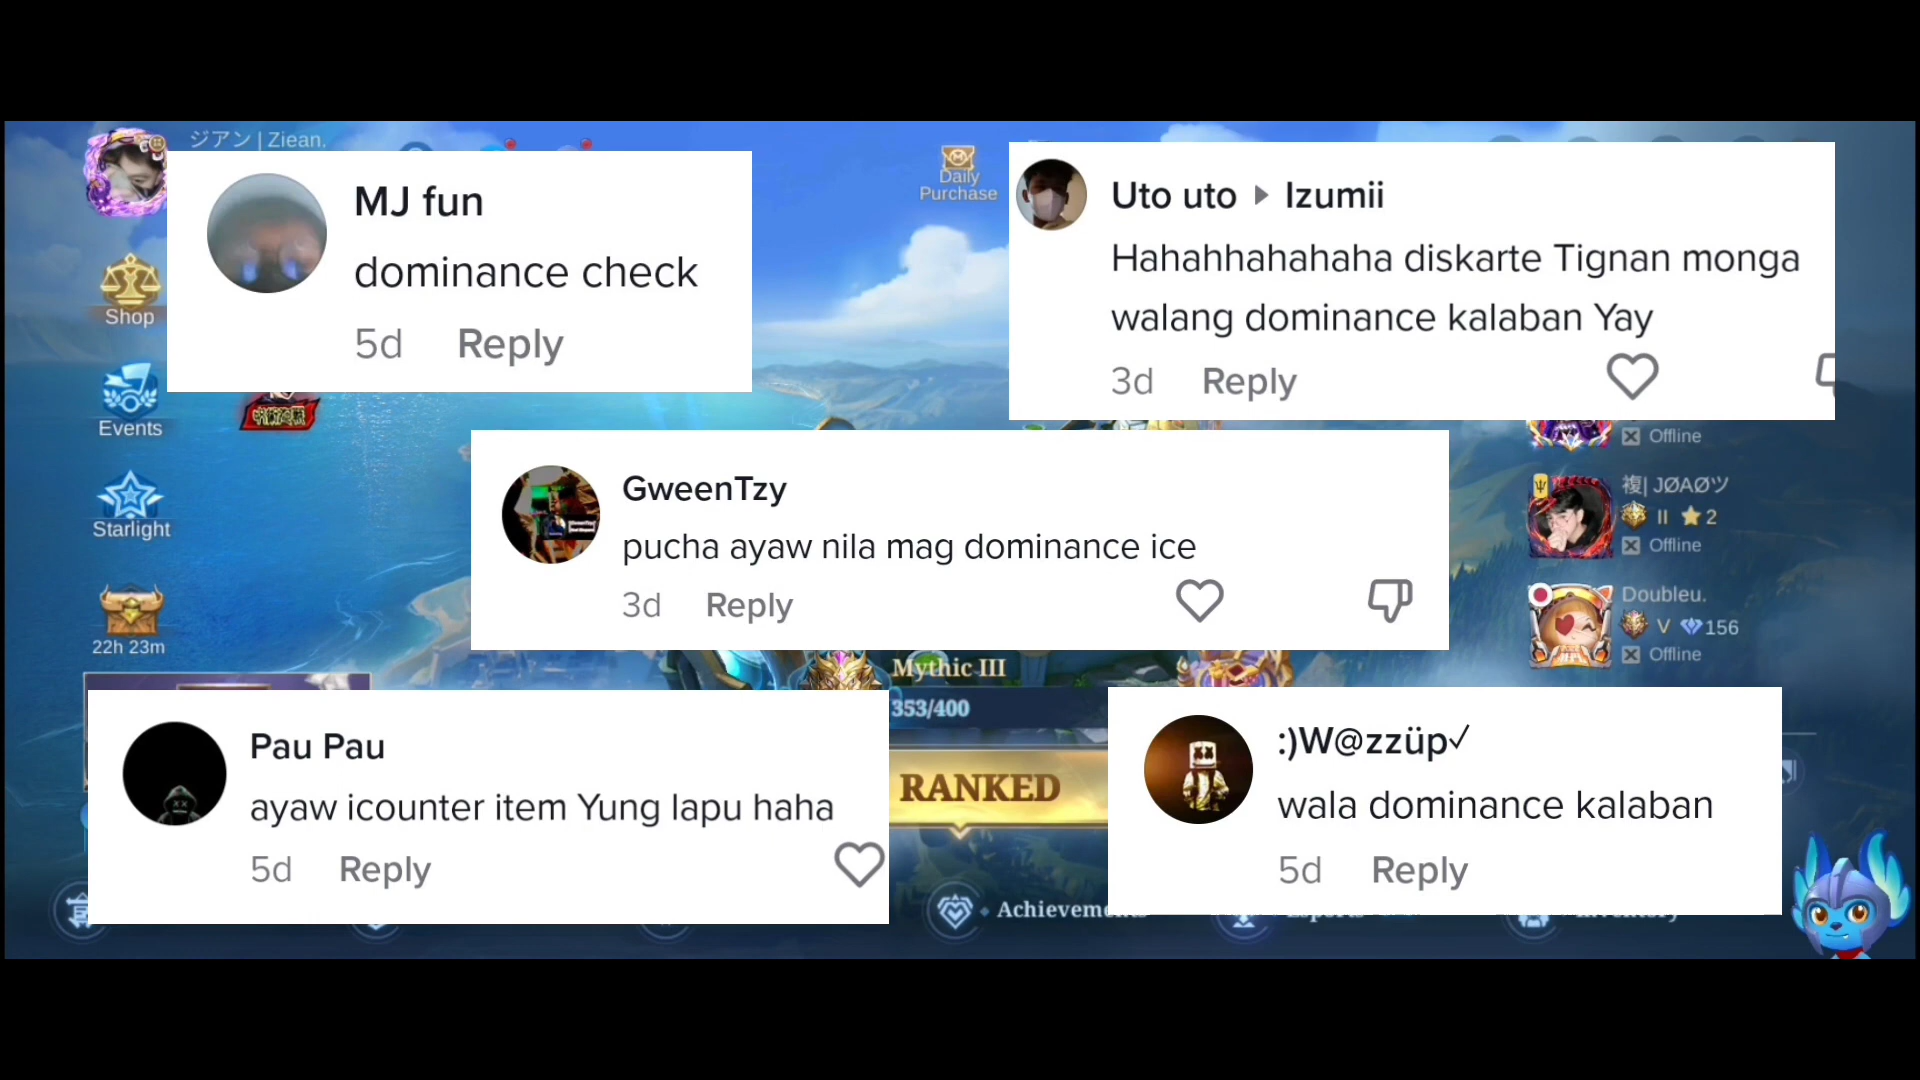 ジアン | Ziean.
Daily
Purchase
MJ fun
dominance check
5d Reply
Uto uto ▸ Izumii
Hahahhahahaha diskarte Tignan monga
walang dominance kalaban Yay
3d Reply
Shop
Events
Starlight
22h 23m
GweenTzy
pucha ayaw nila mag dominance ice
3d Reply
Offline
複| JØAØツ
II 2
Offline
Doubleu.
V 156
Offline
Mythic III
353/400
RANKED
Pau Pau
ayaw icounter item Yung lapu haha
5d Reply
:)W@zzüp✓
wala dominance kalaban
5d Reply